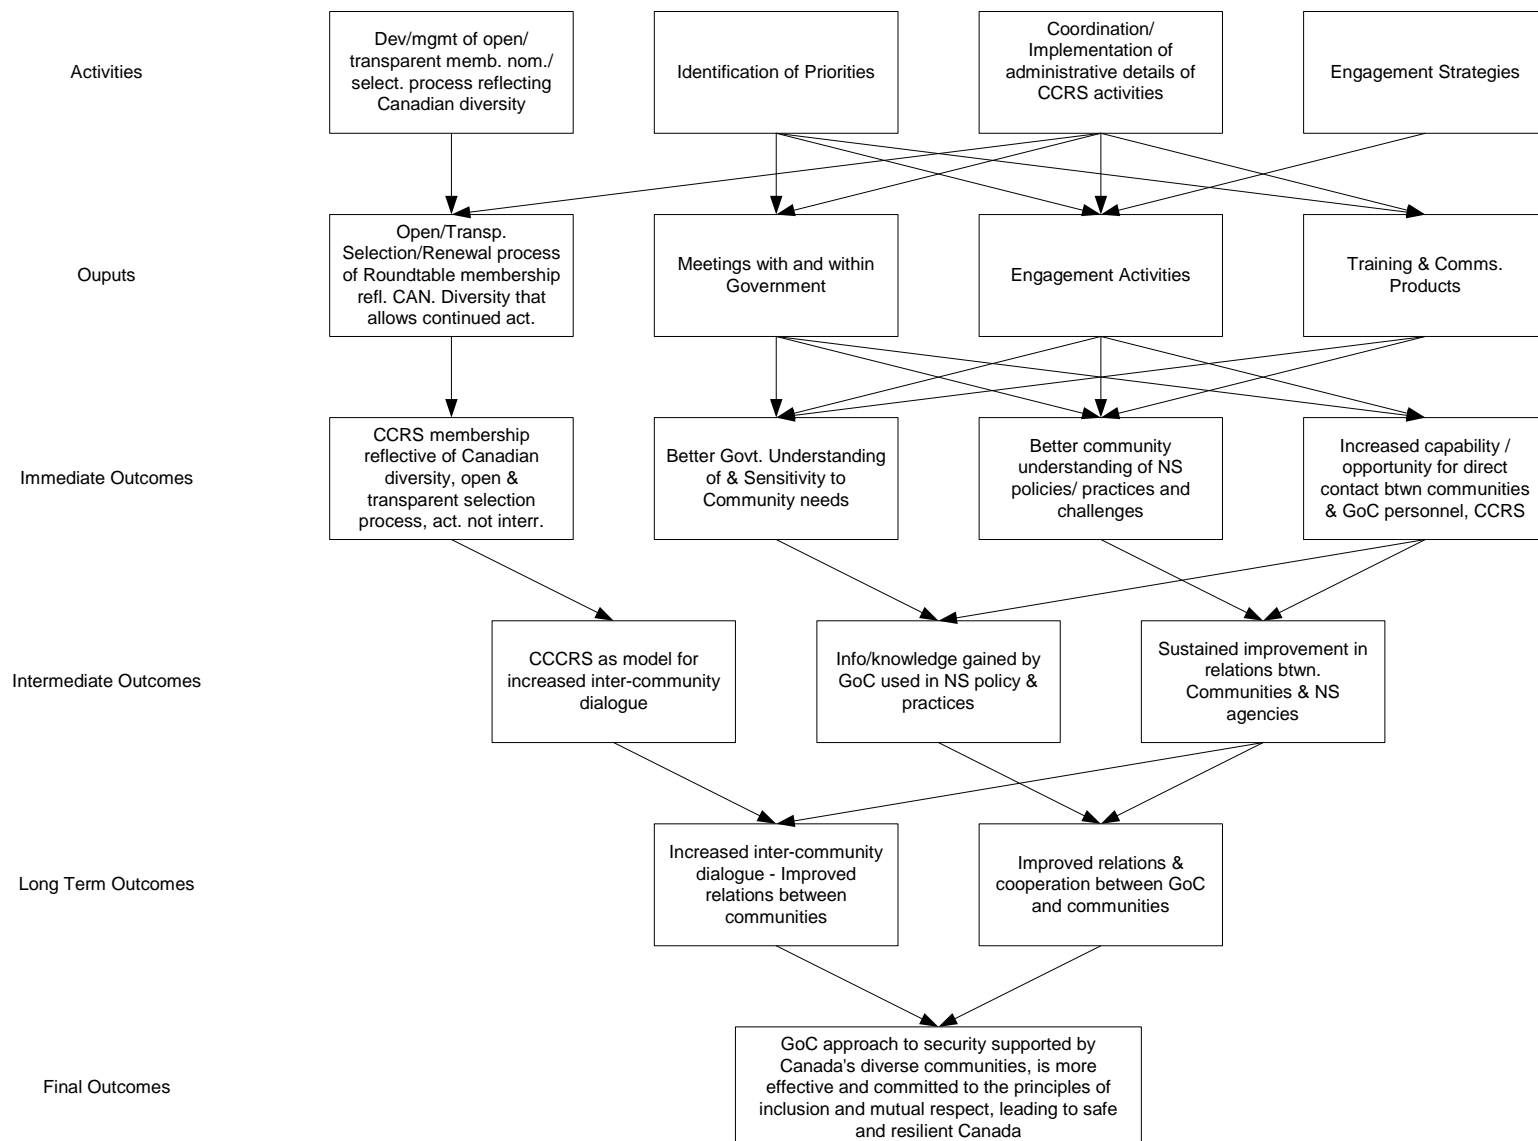 Activities
Dev/mgmt of open/
transparent memb. nom./
select. process reflecting
Canadian diversity
Identification of Priorities
Coordination/
Implementation of
administrative details of
CCRS activities
Engagement Strategies
Ouputs
Open/Transp.
Selection/Renewal process
of Roundtable membership
refl. CAN. Diversity that
allows continued act.
Meetings with and within
Government
Engagement Activities
Training & Comms.
Products
Immediate Outcomes
CCRS membership
reflective of Canadian
diversity, open &
transparent selection
process, act. not interr.
Better Govt. Understanding
of & Sensitivity to
Community needs
Better community
understanding of NS
policies/ practices and
challenges
Increased capability /
opportunity for direct
contact btwn communities
& GoC personnel, CCRS
Intermediate Outcomes
CCCRS as model for
increased inter-community
dialogue
Info/knowledge gained by
GoC used in NS policy &
practices
Sustained improvement in
relations btwn.
Communities & NS
agencies
Long Term Outcomes
Increased inter-community
dialogue - Improved
relations between
communities
Improved relations &
cooperation between GoC
and communities
Final Outcomes
GoC approach to security supported by
Canada's diverse communities, is more
effective and committed to the principles of
inclusion and mutual respect, leading to safe
and resilient Canada